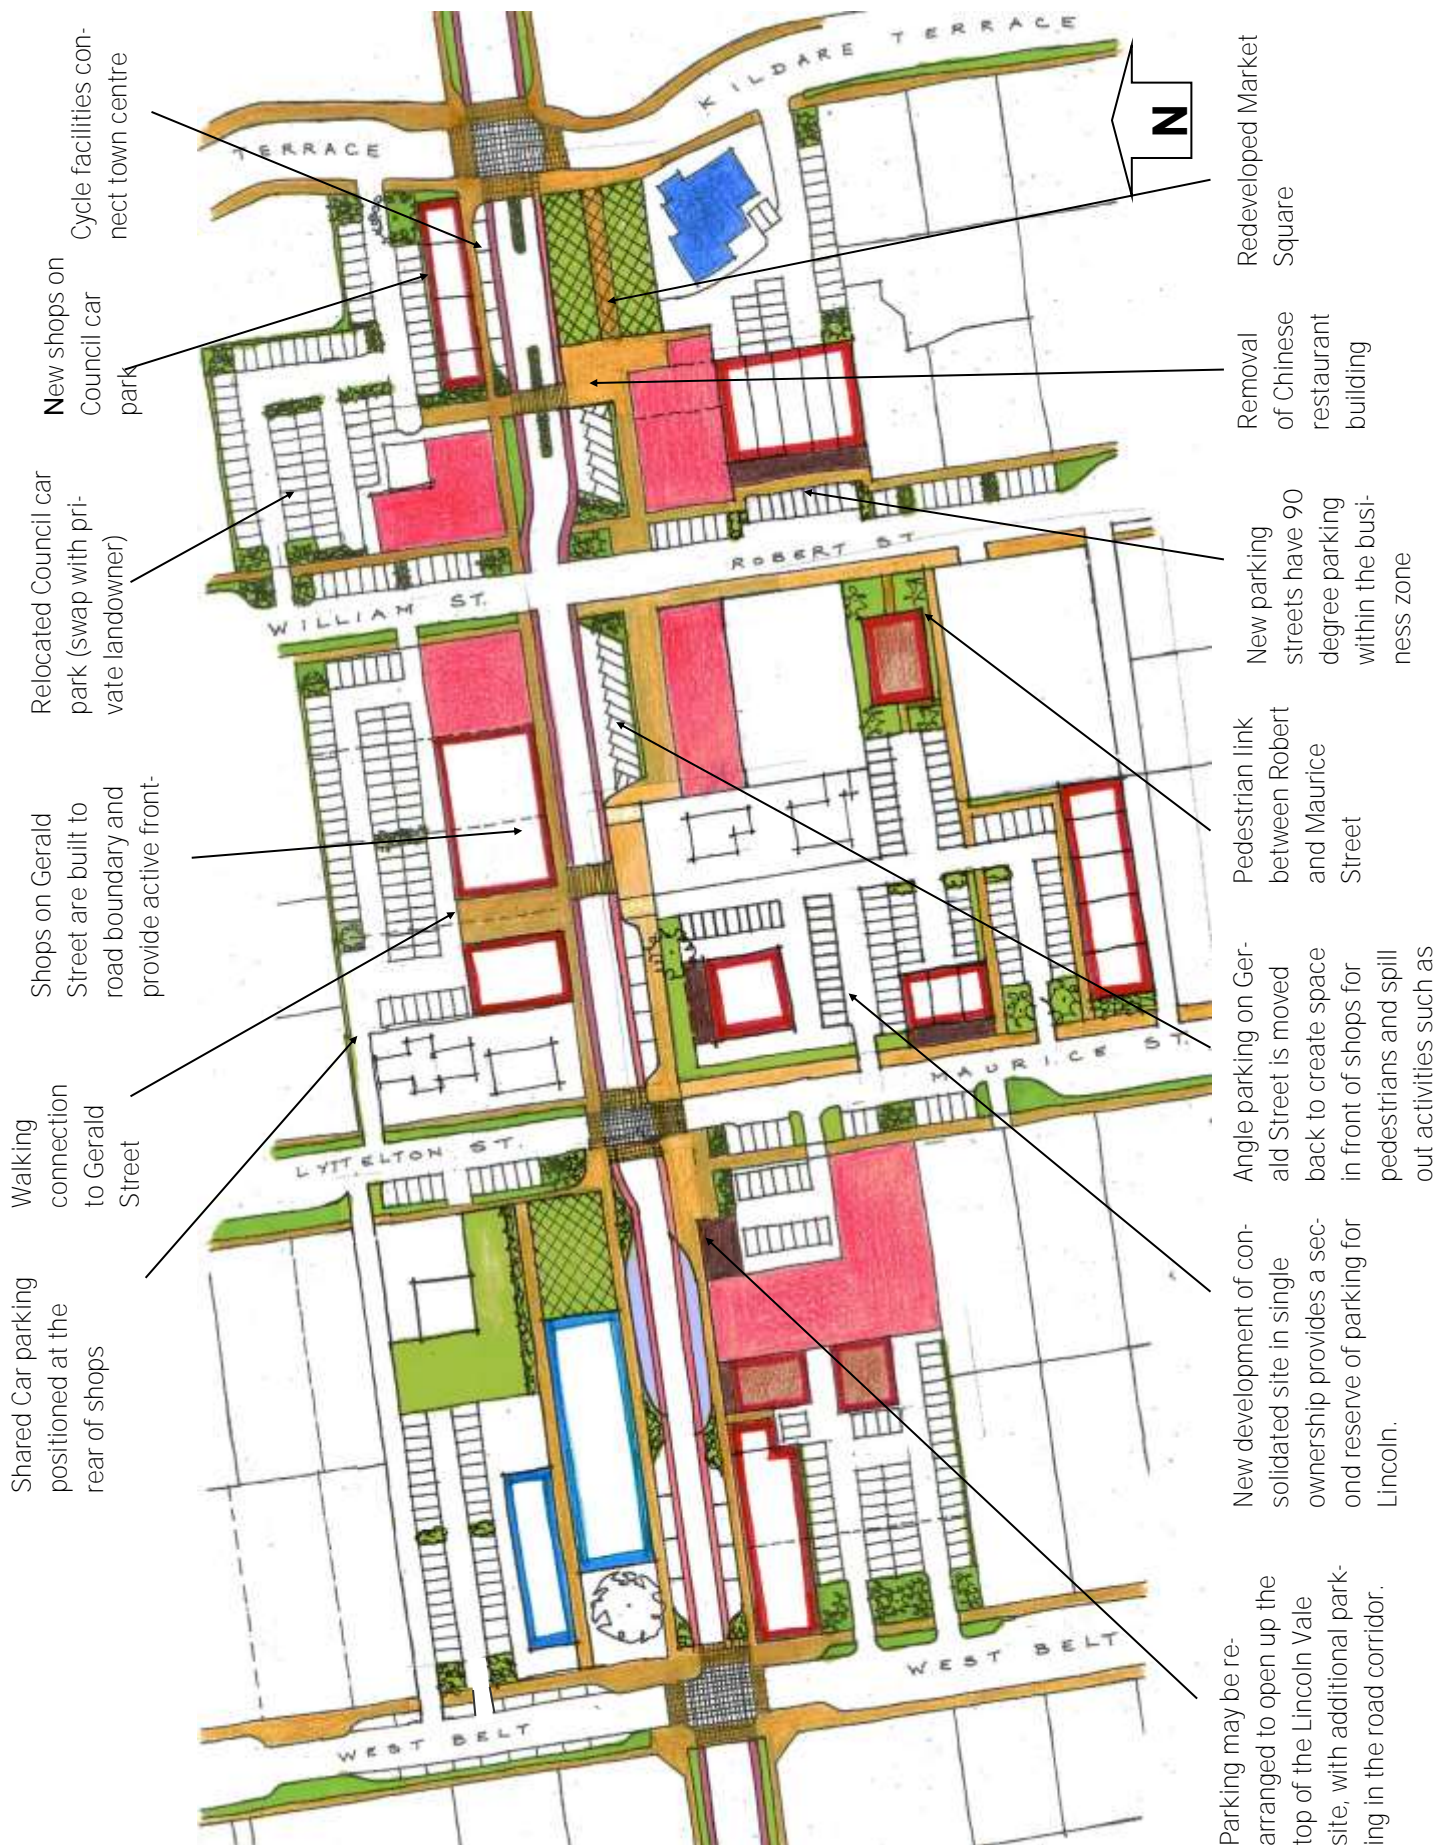 Shared Car parking
positioned at the
rear of shops
Walking
connection
to Gerald
Street
Shops on Gerald
Street are built to
road boundary and
provide active front-
Relocated Council car
park (swap with pri-
vate landowner)
New shops on
Council car
park
Cycle facilities con-
nect town centre
TERRACE
KILDARE TERRACE
WILLIAM ST.
ROBERT ST
LYTTELTON ST.
MAURICE ST.
WEST BELT
WEST BELT
N
Parking may be re-
arranged to open up the
top of the Lincoln Vale
site, with additional park-
ing in the road corridor.
New development of con-
solidated site in single
ownership provides a sec-
ond reserve of parking for
Lincoln.
Angle parking on Ger-
ald Street is moved
back to create space
in front of shops for
pedestrians and spill
out activities such as
Pedestrian link
between Robert
and Maurice
Street
New parking
streets have 90
degree parking
within the busi-
ness zone
Removal
of Chinese
restaurant
building
Redeveloped Market
Square